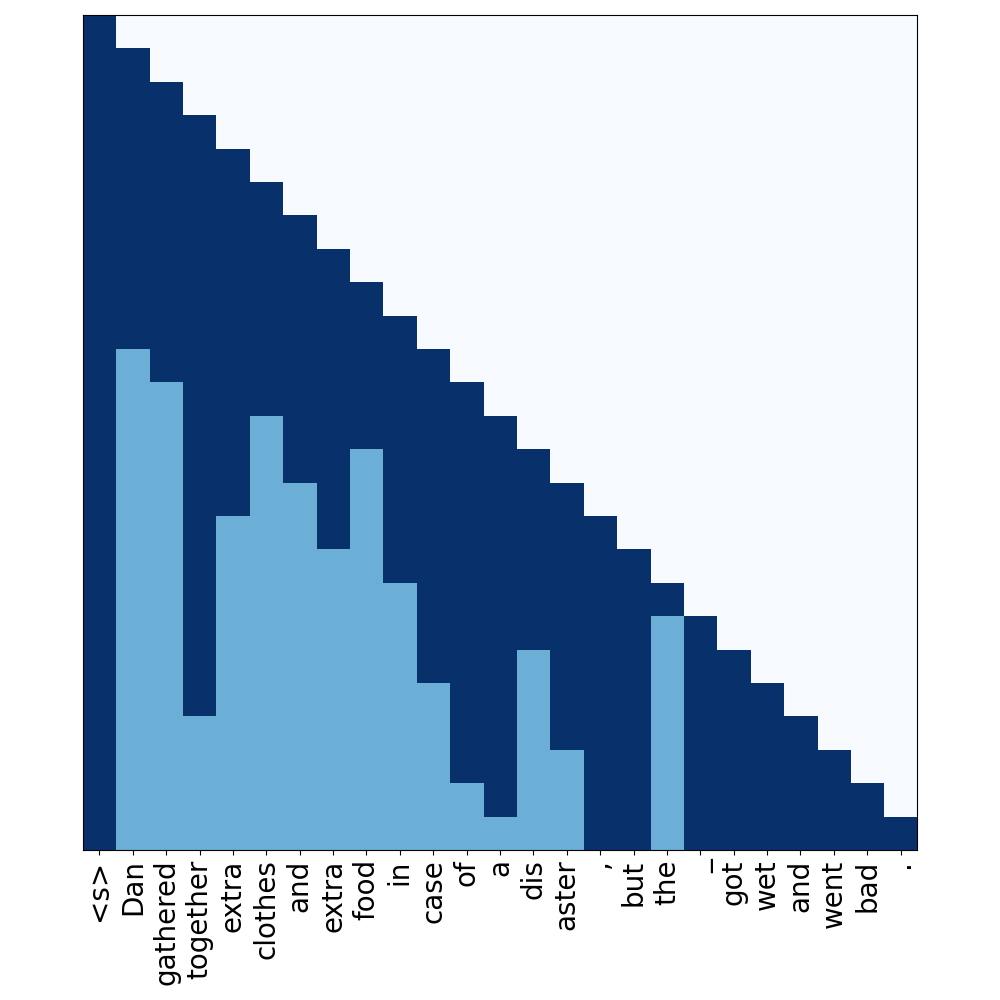 <s>
Dan
gathered
together
extra
clothes
and
extra
food
in
case
of
a
dis
aster
,
but
the
_
got
wet
and
went
bad
.